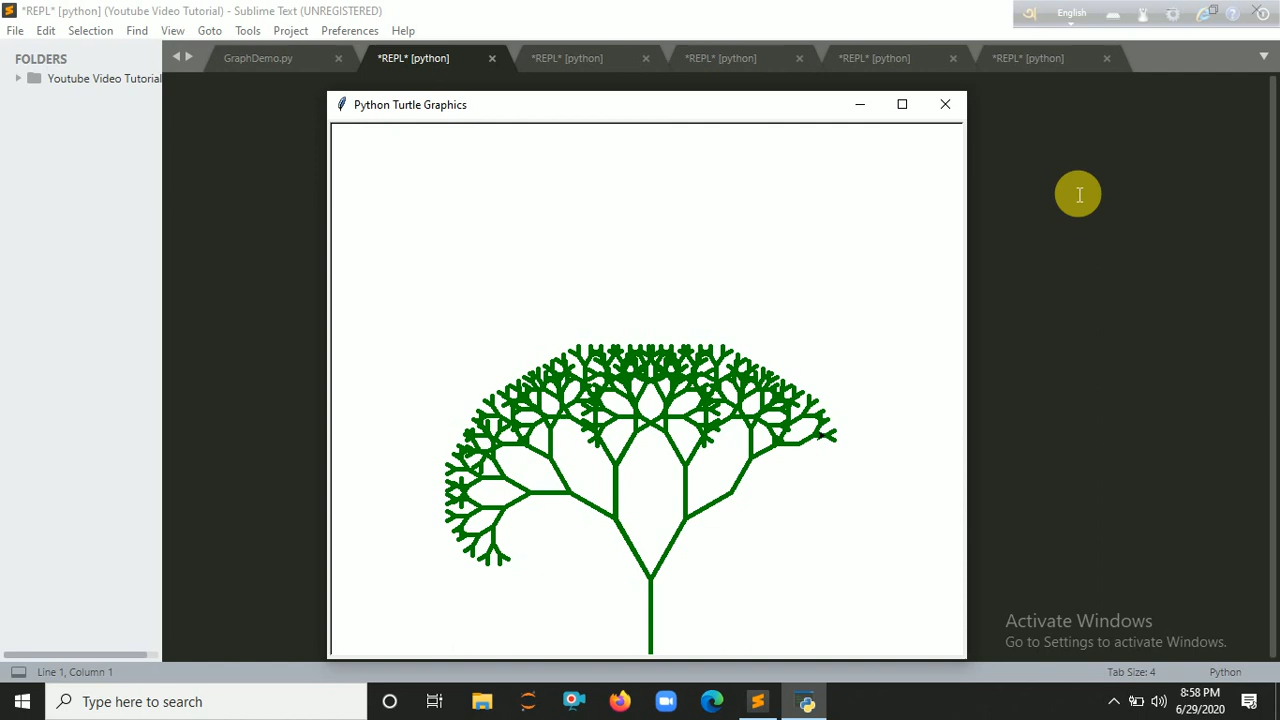 *REPL* [python] (Youtube Video Tutorial) - Sublime Text (UNREGISTERED)
English
File Edit Selection Find View Goto Tools Project Preferences Help
FOLDERS
Youtube Video Tutorial
GraphDemo.py
*REPL* [python]
*REPL* [python]
*REPL* [python]
*REPL* [python]
*REPL* [python]
Python Turtle Graphics
Activate Windows
Go to Settings to activate Windows.
Line 1, Column 1
Tab Size: 4
Python
Type here to search
8:58 PM
6/29/2020